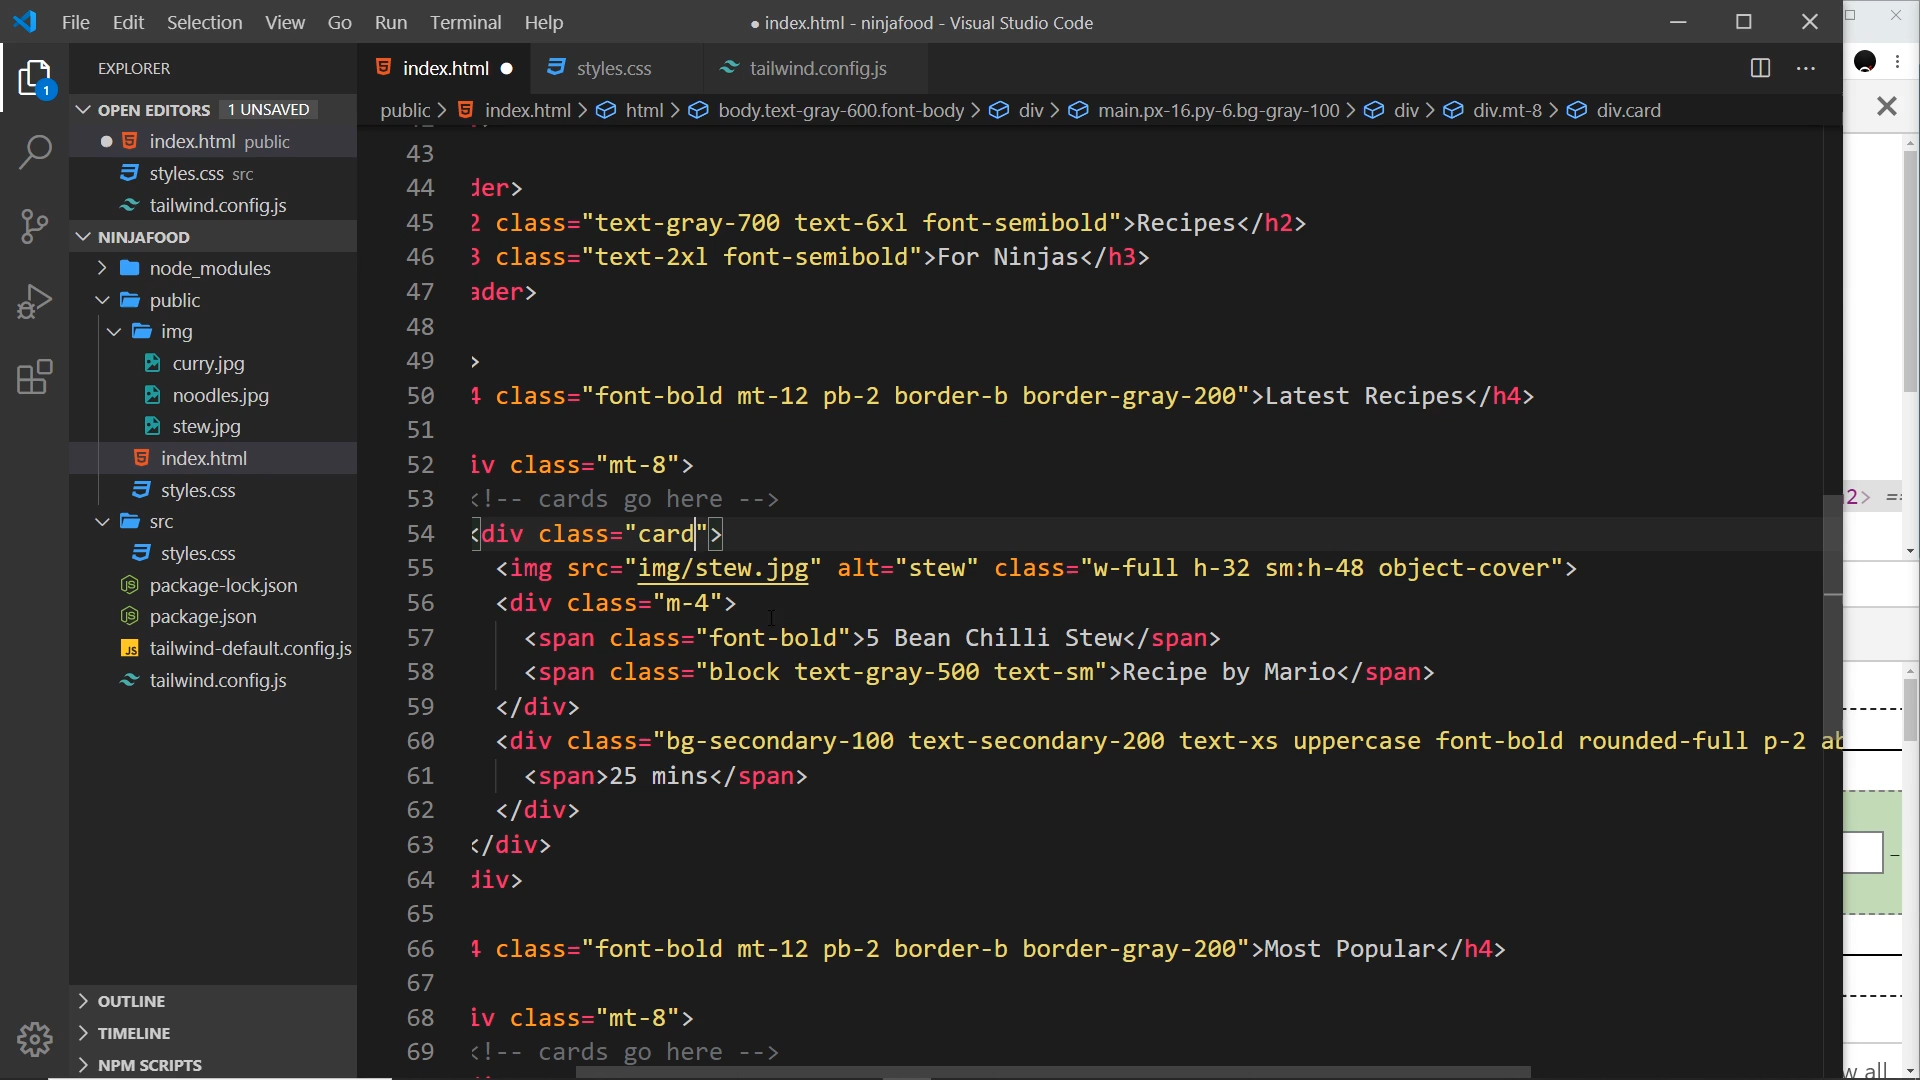 File Edit Selection View Go Run Terminal Help
● index.html - ninjafood - Visual Studio Code
EXPLORER
OPEN EDITORS 1 UNSAVED
index.html public
styles.css src
tailwind.config.js
NINJAFOOD
node_modules
public
img
curry.jpg
noodles.jpg
stew.jpg
index.html
styles.css
src
styles.css
package-lock.json
package.json
tailwind-default.config.js
tailwind.config.js
OUTLINE
TIMELINE
NPM SCRIPTS
1
index.html ● styles.css tailwind.config.js
public > index.html > html > body.text-gray-600.font-body > div > main.px-16.py-6.bg-gray-100 > div > div.mt-8 > div.card
43
44 der>
45 2 class="text-gray-700 text-6xl font-semibold">Recipes</h2>
46 3 class="text-2xl font-semibold">For Ninjas</h3>
47 ader>
48
49 >
50 4 class="font-bold mt-12 pb-2 border-b border-gray-200">Latest Recipes</h4>
51
52 iv class="mt-8">
53 <!-- cards go here -->
54 <div class="card">
55 <img src="img/stew.jpg" alt="stew" class="w-full h-32 sm:h-48 object-cover">
56 <div class="m-4">
57 <span class="font-bold">5 Bean Chilli Stew</span>
58 <span class="block text-gray-500 text-sm">Recipe by Mario</span>
59 </div>
60 <div class="bg-secondary-100 text-secondary-200 text-xs uppercase font-bold rounded-full p-2 ab
61 <span>25 mins</span>
62 </div>
63 </div>
64 div>
65
66 4 class="font-bold mt-12 pb-2 border-b border-gray-200">Most Popular</h4>
67
68 iv class="mt-8">
69 <!-- cards go here -->
2> ==
w all